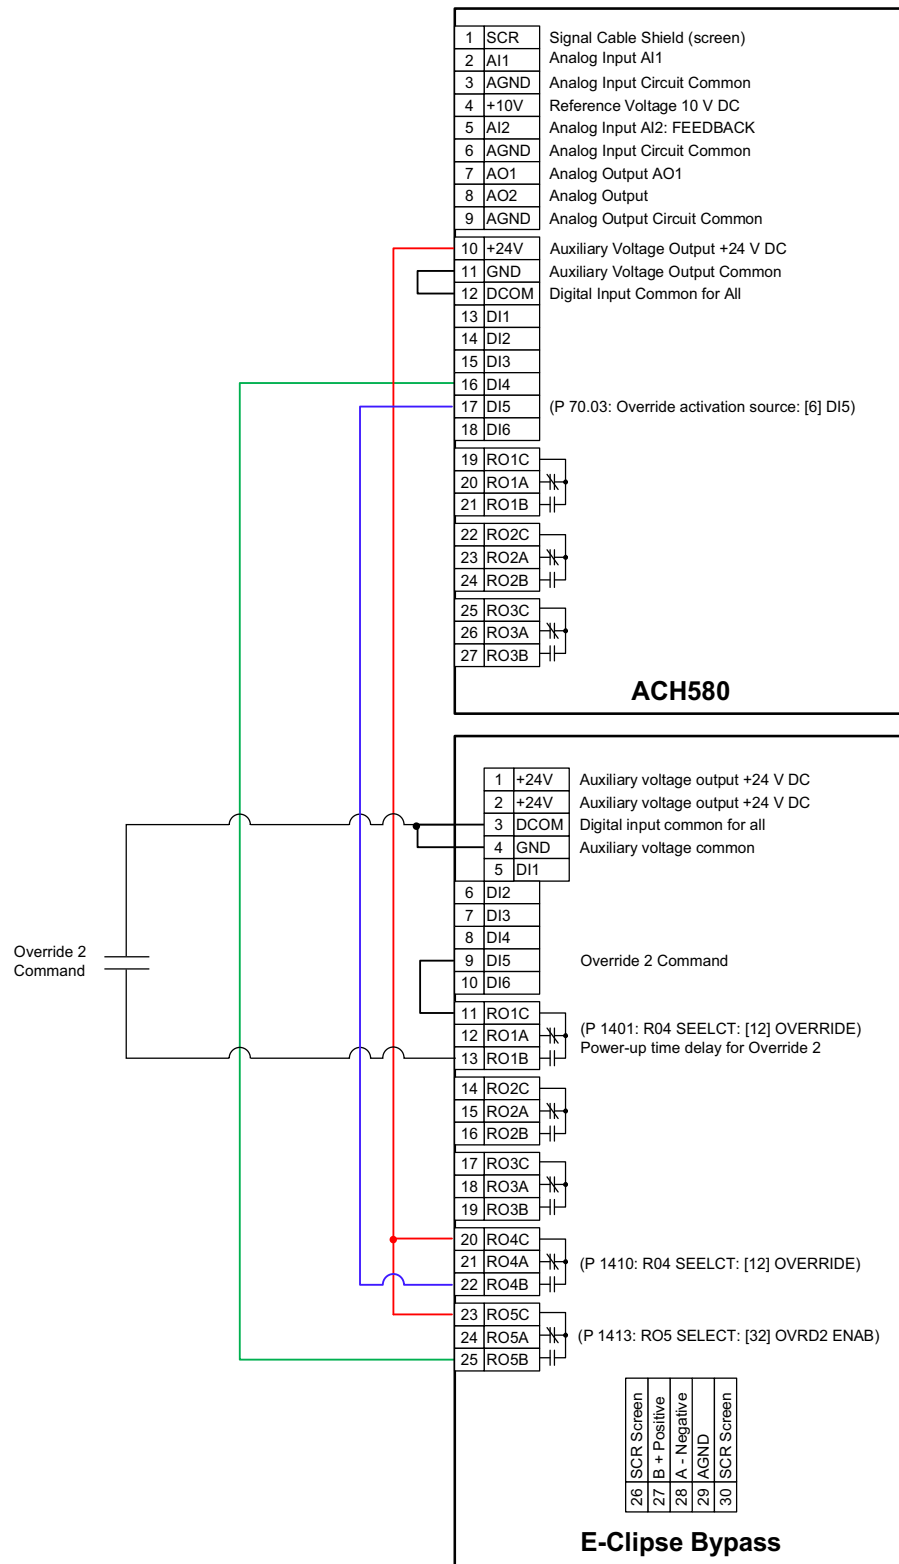 1 SCR Signal Cable Shield (screen)
2 AI1 Analog Input AI1
3 AGND Analog Input Circuit Common
4 +10V Reference Voltage 10 V DC
5 AI2 Analog Input AI2: FEEDBACK
6 AGND Analog Input Circuit Common
7 AO1 Analog Output AO1
8 AO2 Analog Output
9 AGND Analog Output Circuit Common
10 +24V Auxiliary Voltage Output +24 V DC
11 GND Auxiliary Voltage Output Common
12 DCOM Digital Input Common for All
13 DI1
14 DI2
15 DI3
16 DI4
17 DI5 (P 70.03: Override activation source: [6] DI5)
18 DI6
19 RO1C
20 RO1A
21 RO1B
22 RO2C
23 RO2A
24 RO2B
25 RO3C
26 RO3A
27 RO3B
ACH580
1 +24V Auxiliary voltage output +24 V DC
2 +24V Auxiliary voltage output +24 V DC
3 DCOM Digital input common for all
4 GND Auxiliary voltage common
5 DI1
6 DI2
7 DI3
8 DI4
9 DI5 Override 2 Command
10 DI6
Override 2
Command
11 RO1C
12 RO1A (P 1401: R04 SEELCT: [12] OVERRIDE)
Power-up time delay for Override 2
13 RO1B
14 RO2C
15 RO2A
16 RO2B
17 RO3C
18 RO3A
19 RO3B
20 RO4C
21 RO4A (P 1410: R04 SEELCT: [12] OVERRIDE)
22 RO4B
23 RO5C
24 RO5A (P 1413: RO5 SELECT: [32] OVRD2 ENAB)
25 RO5B
26 SCR Screen
27 B + Positive
28 A - Negative
29 AGND
30 SCR Screen
E-Clipse Bypass